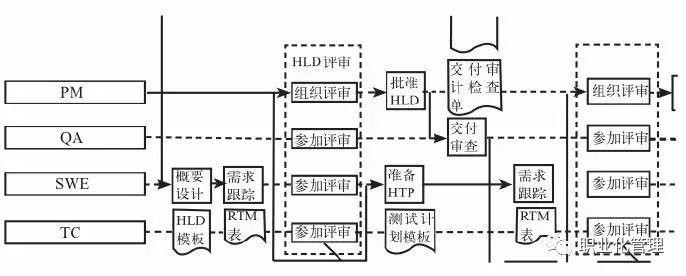 HLD评审
PM
组织评审
批准
HLD
交付审
计检查
单
组织评审
QA
参加评审
交付
审查
参加评审
SWE
概要
设计
需求
跟踪
参加评审
准备
HTP
需求
跟踪
参加评审
TC
HLD
模板
RTM
表
参加评审
测试计
划模板
RTM
表
参加评审
职业化管理